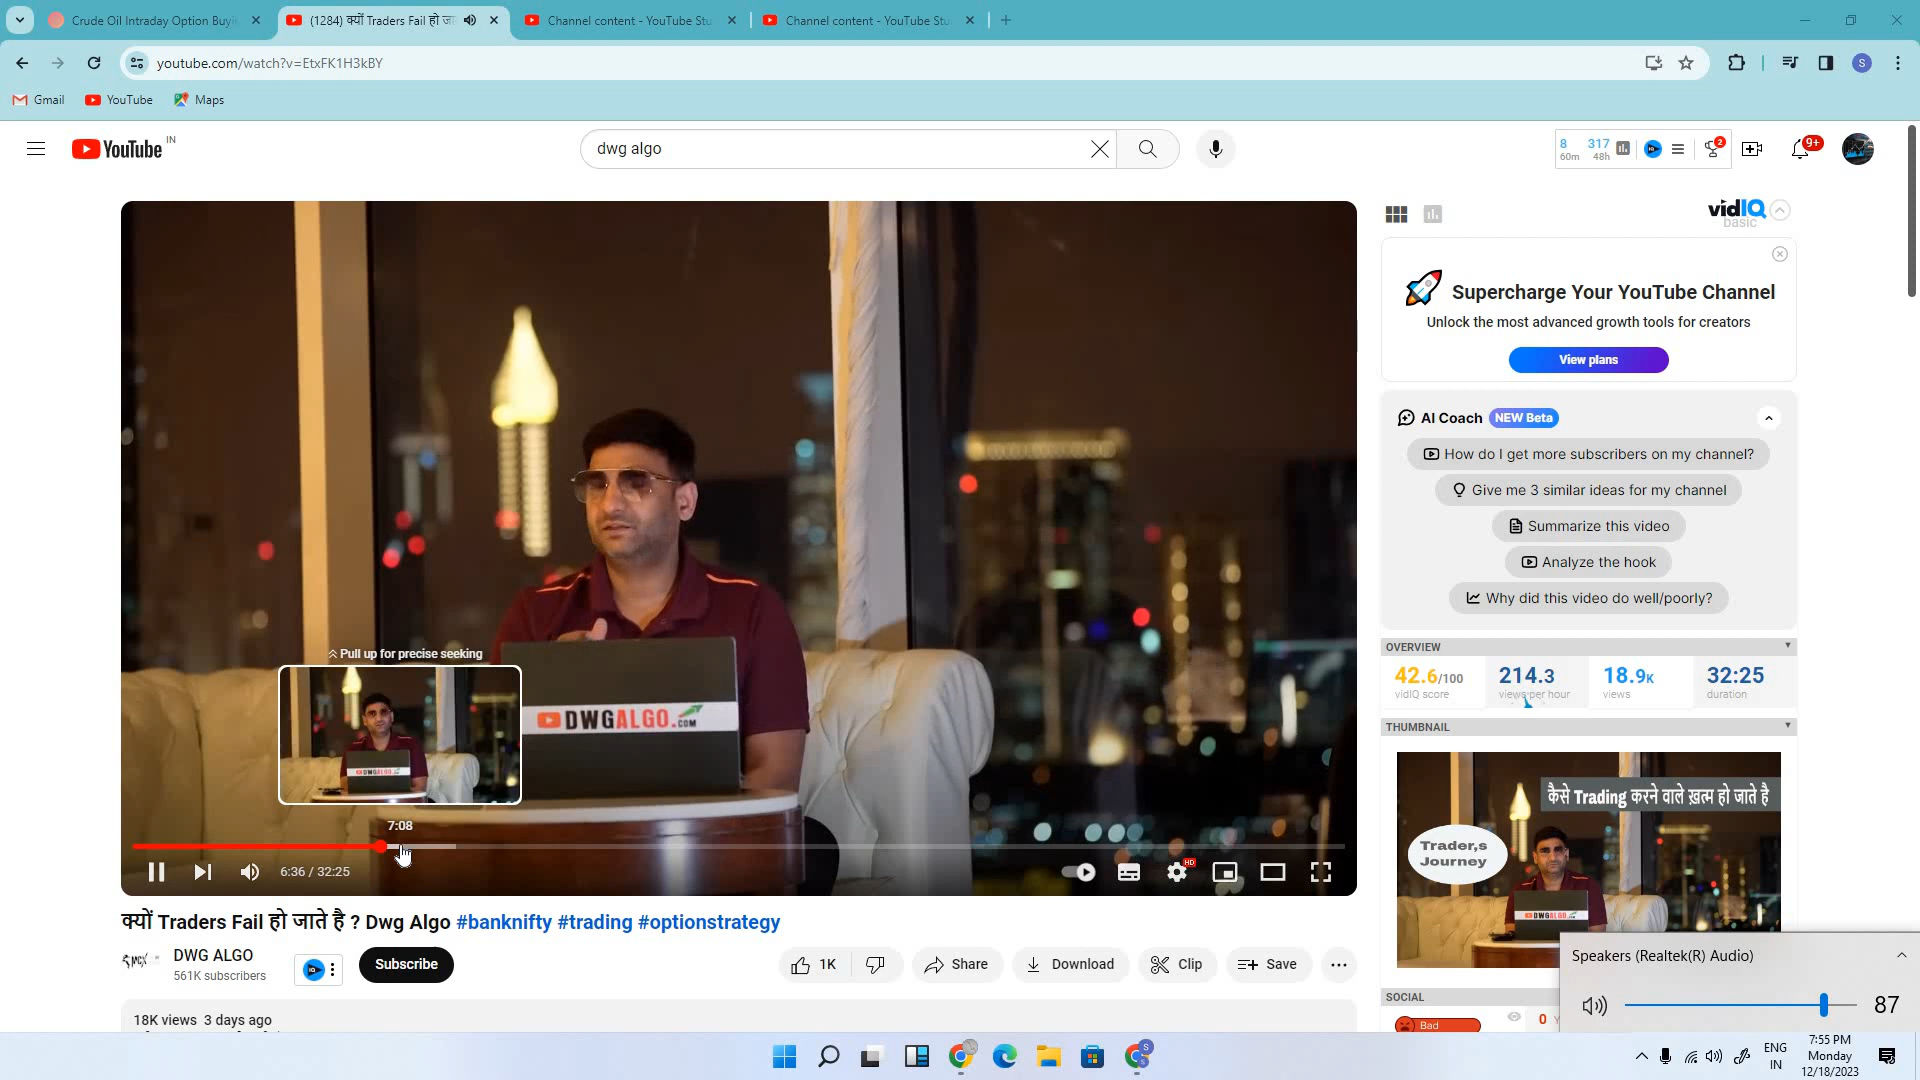 Crude Oil Intraday Option Buyi
(1284) क्यों Traders Fail हो जा
Channel content - YouTube Stu
Channel content - YouTube Stu
youtube.com/watch?v=EtxFK1H3kBY
S
Gmail
YouTube
Maps
YouTube IN
dwg algo
8 317
60m 48h
2
9+
vidIQ
basic
Supercharge Your YouTube Channel
Unlock the most advanced growth tools for creators
View plans
AI Coach NEW Beta
How do I get more subscribers on my channel?
Give me 3 similar ideas for my channel
Summarize this video
Analyze the hook
Why did this video do well/poorly?
OVERVIEW
42.6/100 214.3 18.9K 32:25
vidIQ score views per hour views duration
THUMBNAIL
कैसे Trading करने वाले ख़त्म हो जाते है
Trader,s
Journey
DWGALGO.COM
Pull up for precise seeking
DWGALGO.COM
DWGALGO
7:08
6:36 / 32:25
HD
क्यों Traders Fail हो जाते है ? Dwg Algo #banknifty #trading #optionstrategy
DWG ALGO
561K subscribers
Subscribe
1K
Share
Download
Clip
Save
18K views 3 days ago
SOCIAL
Bad
0
Speakers (Realtek(R) Audio)
87
ENG
IN
7:55 PM
Monday
12/18/2023